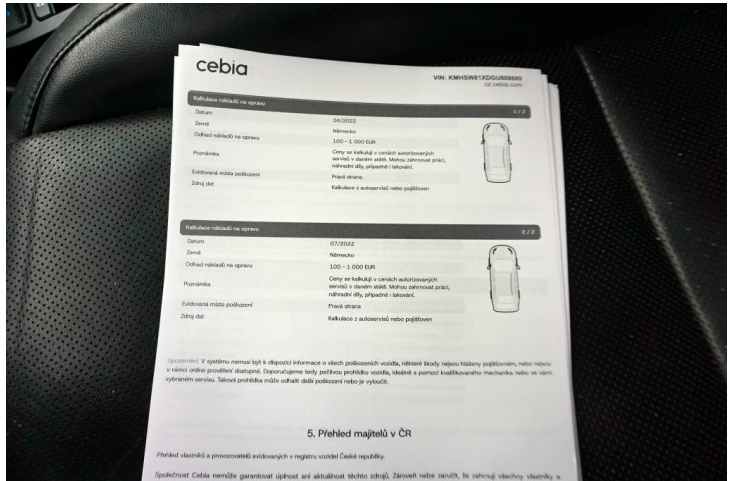 cebia
VIN: KMHSW81XDGU608685
cz.cebia.com
Kalkulace nákladů na opravu 1 / 2
Datum 04/2022
Země Německo
Odhad nákladů na opravu 100 – 1 000 EUR
Poznámka Ceny se kalkulují v cenách autorizovaných
servisů v daném státě. Mohou zahrnovat práci,
náhradní díly, případně i lakování.
Evidovaná místa poškození Pravá strana
Zdroj dat Kalkulace z autoservisů nebo pojišťoven
Kalkulace nákladů na opravu 2 / 2
Datum 07/2022
Země Německo
Odhad nákladů na opravu 100 – 1 000 EUR
Poznámka Ceny se kalkulují v cenách autorizovaných
servisů v daném státě. Mohou zahrnovat práci,
náhradní díly, případně i lakování.
Evidovaná místa poškození Pravá strana
Zdroj dat Kalkulace z autoservisů nebo pojišťoven
Upozornění: V systému nemusí být k dispozici informace o všech poškozeních vozidla, některé škody nejsou hlášeny pojišťovnám, nebo nejsou
v rámci online prověření dostupné. Doporučujeme tedy pečlivou prohlídku vozidla, ideálně s pomocí kvalifikovaného mechanika nebo ve vámi
vybraném servisu. Taková prohlídka může odhalit další poškození nebo je vyloučit.
5. Přehled majitelů v ČR
Přehled vlastníků a provozovatelů evidovaných v registru vozidel České republiky.
Společnost Cebia nemůže garantovat úplnost ani aktuálnost těchto zdrojů. Zároveň nelze zaručit, že zahrnují všechny vlastníky a